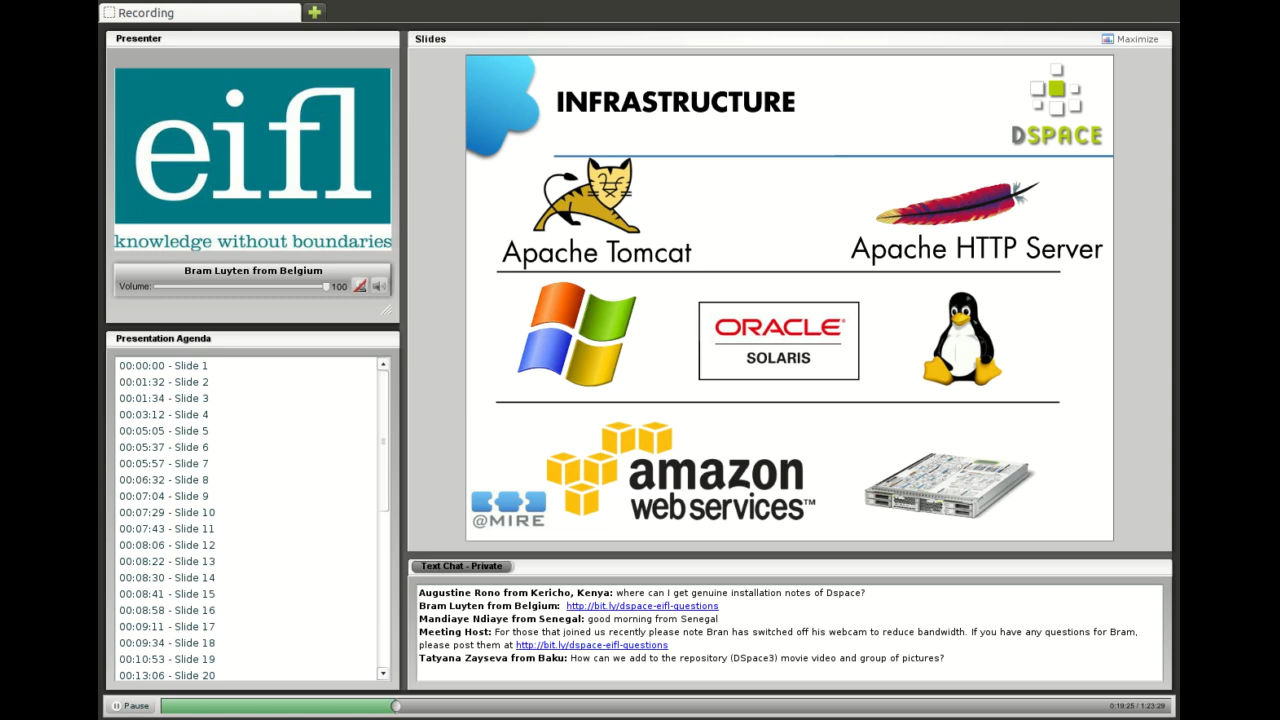 Recording
Presenter
eifl
knowledge without boundaries
Bram Luyten from Belgium
Volume:
100
Presentation Agenda
00:00:00 - Slide 1
00:01:32 - Slide 2
00:01:34 - Slide 3
00:03:12 - Slide 4
00:05:05 - Slide 5
00:05:37 - Slide 6
00:05:57 - Slide 7
00:06:32 - Slide 8
00:07:04 - Slide 9
00:07:29 - Slide 10
00:07:43 - Slide 11
00:08:06 - Slide 12
00:08:22 - Slide 13
00:08:30 - Slide 14
00:08:41 - Slide 15
00:08:58 - Slide 16
00:09:11 - Slide 17
00:09:34 - Slide 18
00:10:53 - Slide 19
00:13:06 - Slide 20
Slides
Maximize
INFRASTRUCTURE
DSPACE
Apache Tomcat
Apache HTTP Server
ORACLE®
SOLARIS
amazon
web services™
@MIRE
Text Chat - Private
Augustine Rono from Kericho, Kenya: where can I get genuine installation notes of Dspace?
Bram Luyten from Belgium: http://bit.ly/dspace-eifl-questions
Mandiaye Ndiaye from Senegal: good morning from Senegal
Meeting Host: For those that joined us recently please note Bran has switched off his webcam to reduce bandwidth. If you have any questions for Bram,
please post them at http://bit.ly/dspace-eifl-questions
Tatyana Zayseva from Baku: How can we add to the repository (DSpace3) movie video and group of pictures?
Pause
0:19:25 / 1:23:29